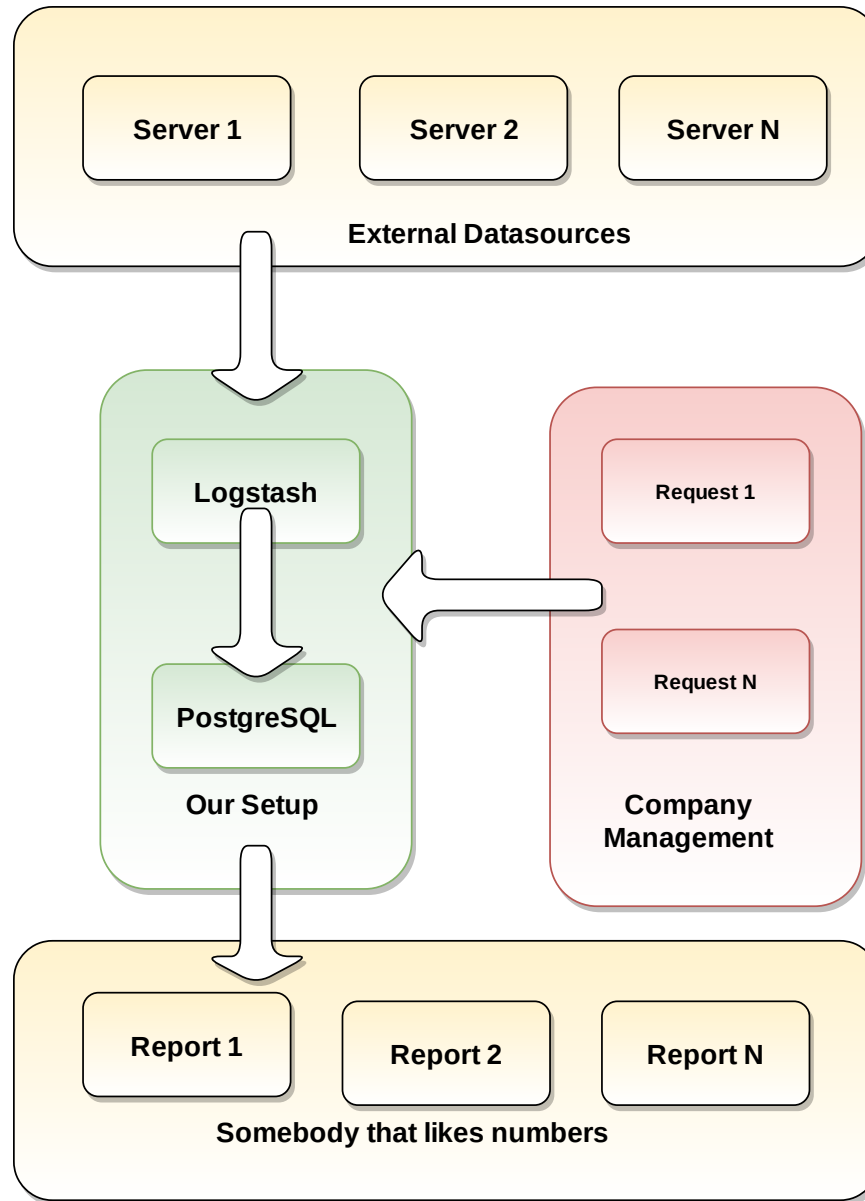 Server 1
Server 2
Server N
External Datasources
Logstash
Request 1
PostgreSQL
Request N
Our Setup
Company
Management
Report 1
Report 2
Report N
Somebody that likes numbers